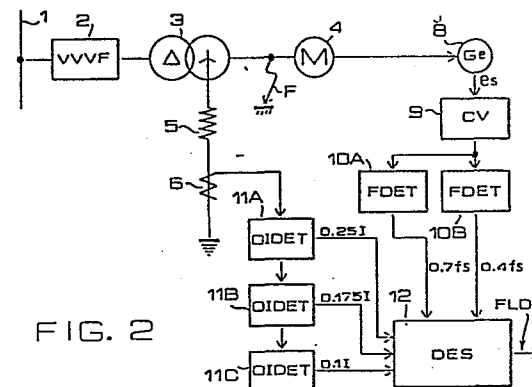 1
2
3
4
8
VVVF
Δ
M
Ge
F
es
5
9
CV
6
10A
FDET
FDET
10B
11A
OIDET
0.25I
0.7fs
0.4fs
11B
OIDET
0.175I
12
FLD
DES
11C
OIDET
0.1I
FIG. 2